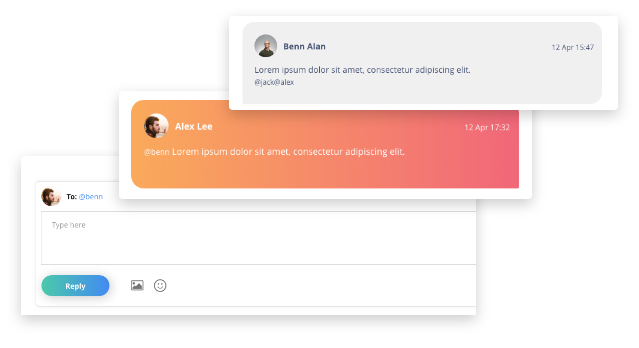 Benn Alan
12 Apr 15:47
Lorem ipsum dolor sit amet, consectetur adipiscing elit.
@jack@alex
Alex Lee
12 Apr 17:32
@benn Lorem ipsum dolor sit amet, consectetur adipiscing elit.
To: @benn
Type here
Reply